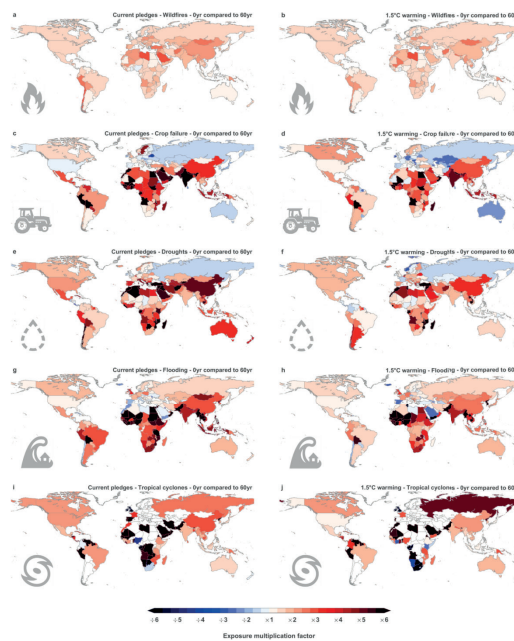 a Current pledges - Wildfires - 0yr compared to 60yr
b 1.5°C warming - Wildfires - 0yr compared to 60
c Current pledges - Crop failure - 0yr compared to 60yr
d 1.5°C warming - Crop failure - 0yr compared to 60
e Current pledges - Droughts - 0yr compared to 60yr
f 1.5°C warming - Droughts - 0yr compared to 60
g Current pledges - Flooding - 0yr compared to 60yr
h 1.5°C warming - Flooding - 0yr compared to 60
i Current pledges - Tropical cyclones - 0yr compared to 60yr
j 1.5°C warming - Tropical cyclones - 0yr compared to 60
÷6 ÷5 ÷4 ÷3 ÷2 ×1 ×2 ×3 ×4 ×5 ×6
Exposure multiplication factor